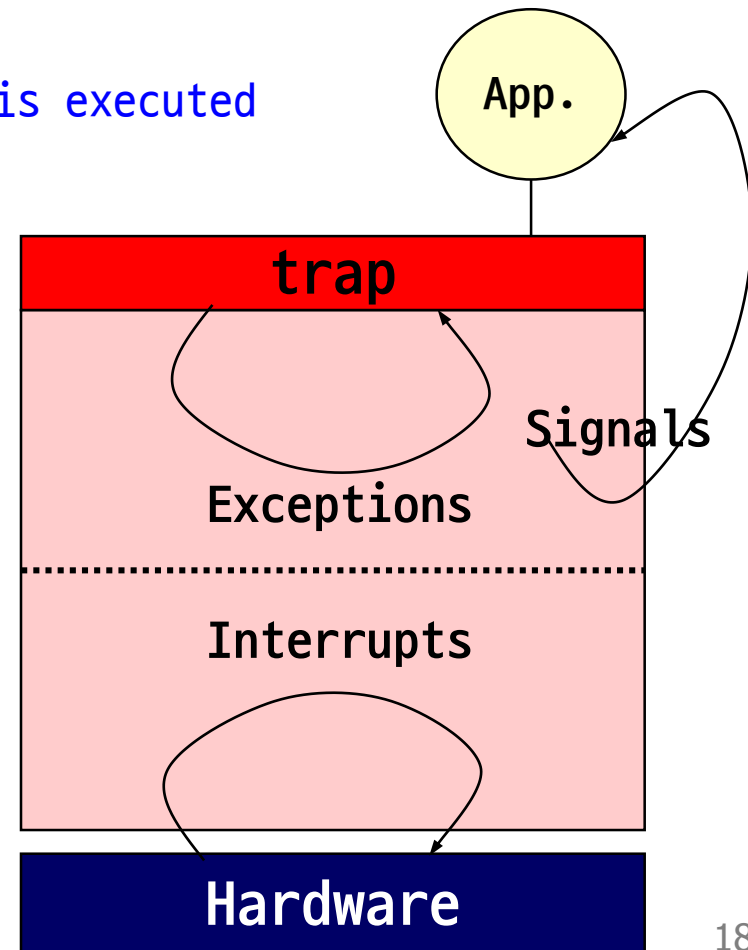 is executed
App.
trap
Signals
Exceptions
Interrupts
Hardware
18